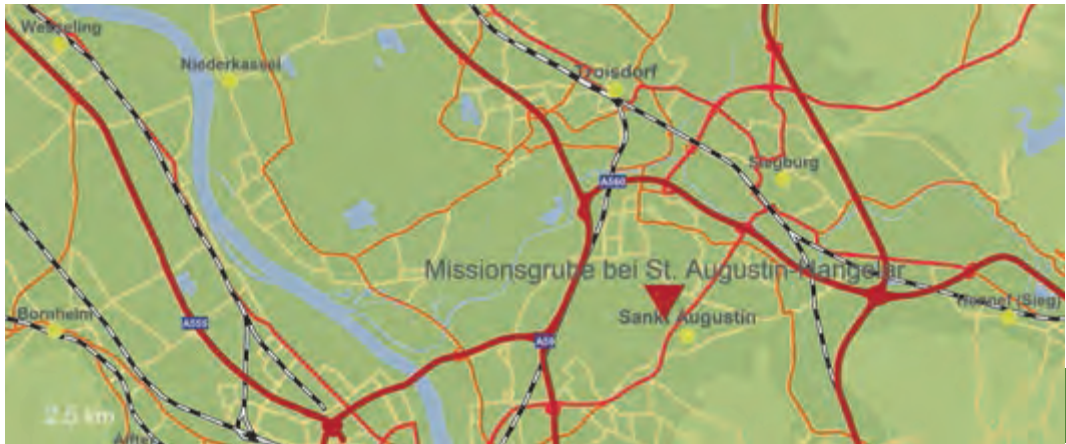 Wesseling
Niederkassel
Troisdorf
Siegburg
A560
Missionsgrube bei St. Augustin-Hangelar
Hennef (Sieg)
Bornheim
A555
Sankt Augustin
A59
2.5 km